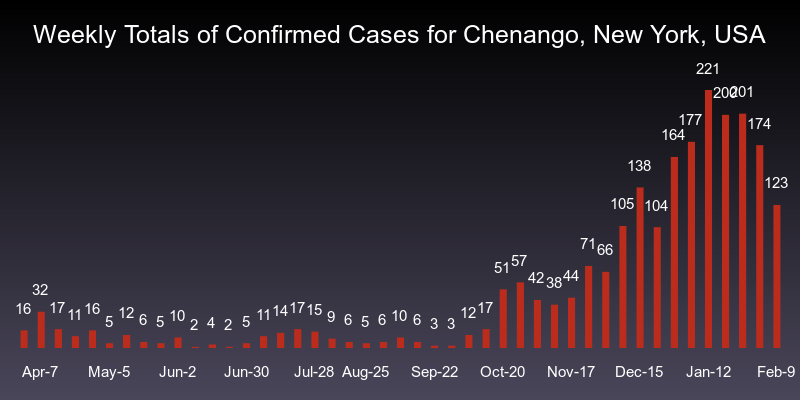 Weekly Totals of Confirmed Cases for Chenango, New York, USA
16 32 17 11 16 5 12 6 5 10 2 4 2 5 11 14 17 15 9 6 5 6 10 6 3 3 12 17 51 57 42 38 44 71 66 105 138 104 164 177 221 200 201 174 123
Apr-7 May-5 Jun-2 Jun-30 Jul-28 Aug-25 Sep-22 Oct-20 Nov-17 Dec-15 Jan-12 Feb-9